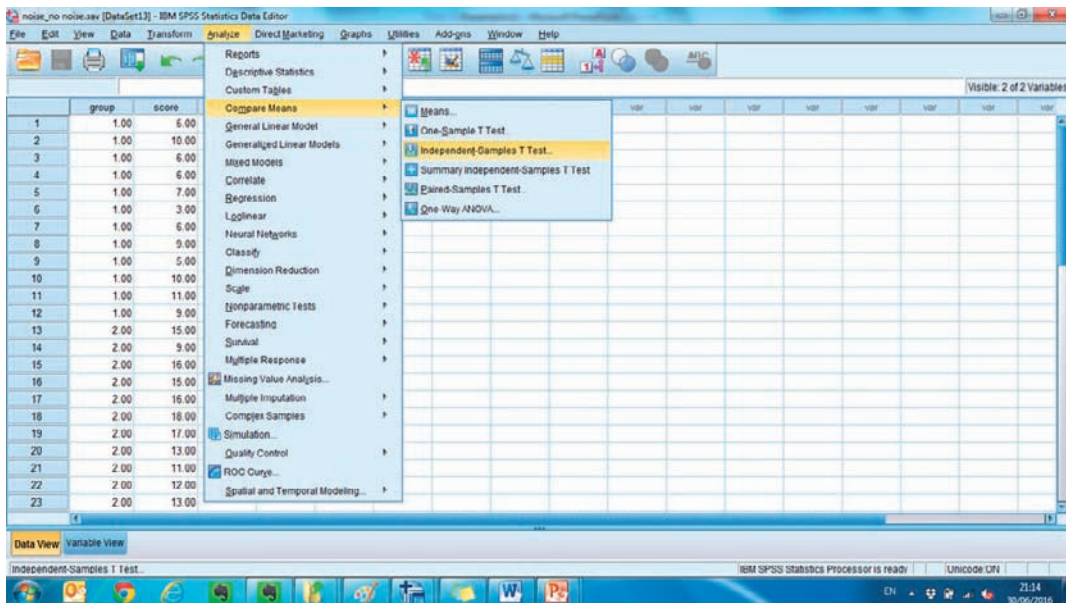 noise_no noise.sav [DataSet13] - IBM SPSS Statistics Data Editor
File Edit View Data Transform Analyze Direct Marketing Graphs Utilities Add-ons Window Help
Visible: 2 of 2 Variables
group score var var var var var var var
1 1.00 5.00
2 1.00 10.00
3 1.00 6.00
4 1.00 6.00
5 1.00 7.00
6 1.00 3.00
7 1.00 6.00
8 1.00 9.00
9 1.00 5.00
10 1.00 10.00
11 1.00 11.00
12 1.00 9.00
13 2.00 15.00
14 2.00 9.00
15 2.00 16.00
16 2.00 15.00
17 2.00 16.00
18 2.00 18.00
19 2.00 17.00
20 2.00 13.00
21 2.00 11.00
22 2.00 12.00
23 2.00 13.00
Reports
Descriptive Statistics
Custom Tables
Compare Means
General Linear Model
Generalized Linear Models
Mixed Models
Correlate
Regression
Loglinear
Neural Networks
Classify
Dimension Reduction
Scale
Nonparametric Tests
Forecasting
Survival
Multiple Response
Missing Value Analysis...
Multiple Imputation
Complex Samples
Simulation...
Quality Control
ROC Curve...
Spatial and Temporal Modeling...
Means...
One-Sample T Test...
Independent-Samples T Test...
Summary Independent-Samples T Test
Paired-Samples T Test...
One-Way ANOVA...
Data View Variable View
Independent-Samples T Test...
IBM SPSS Statistics Processor is ready Unicode:ON
EN 21:14
30/06/2016